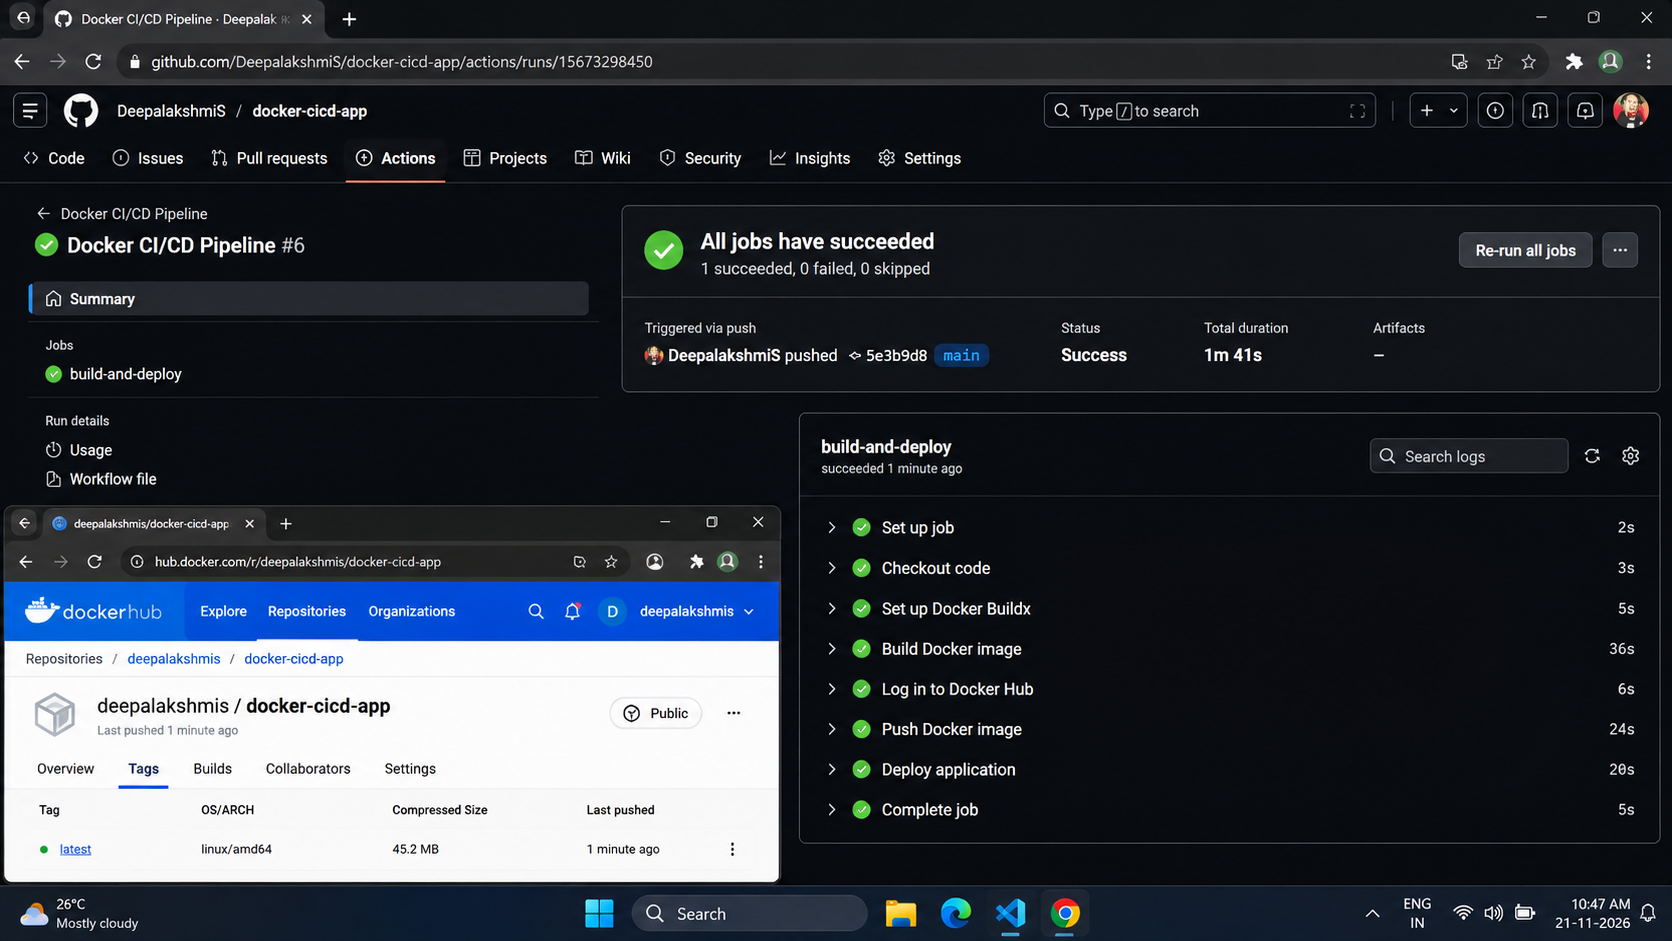 Docker CI/CD Pipeline · Deepalak
github.com/DeepalakshmiS/docker-cicd-app/actions/runs/15673298450
DeepalakshmiS / docker-cicd-app
Type / to search
Code Issues Pull requests Actions Projects Wiki Security Insights Settings
Docker CI/CD Pipeline
Docker CI/CD Pipeline #6
Summary
Jobs
build-and-deploy
Run details
Usage
Workflow file
All jobs have succeeded
1 succeeded, 0 failed, 0 skipped
Re-run all jobs
Triggered via push
DeepalakshmiS pushed 5e3b9d8 main
Status
Success
Total duration
1m 41s
Artifacts
–
build-and-deploy
succeeded 1 minute ago
Search logs
Set up job 2s
Checkout code 3s
Set up Docker Buildx 5s
Build Docker image 36s
Log in to Docker Hub 6s
Push Docker image 24s
Deploy application 20s
Complete job 5s
deepalakshmis/docker-cicd-app
hub.docker.com/r/deepalakshmis/docker-cicd-app
dockerhub Explore Repositories Organizations D deepalakshmis
Repositories / deepalakshmis / docker-cicd-app
deepalakshmis / docker-cicd-app
Last pushed 1 minute ago
Public
Overview Tags Builds Collaborators Settings
Tag OS/ARCH Compressed Size Last pushed
latest linux/amd64 45.2 MB 1 minute ago
26°C
Mostly cloudy
Search
ENG
IN
10:47 AM
21-11-2026